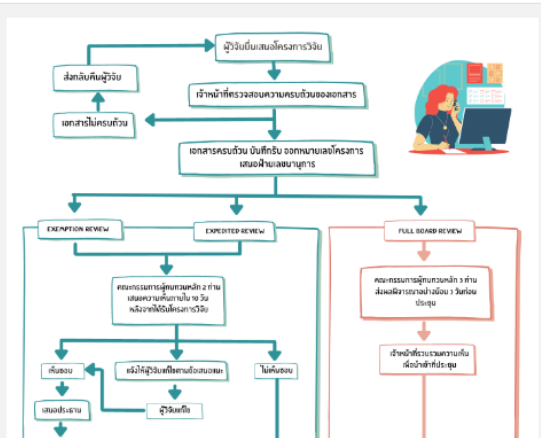 ผู้วิจัยยื่นเสนอโครงการวิจัย
ส่งกลับคืนผู้วิจัย
เจ้าหน้าที่ตรวจสอบความครบถ้วนของเอกสาร
เอกสารไม่ครบถ้วน
เอกสารครบถ้วน บันทึกรับ ออกหมายเลขโครงการ
เสนอฝ่ายเลขานุการ
EXEMPTION REVIEW
EXPEDITED REVIEW
FULL BOARD REVIEW
คณะกรรมการผู้ทบทวนหลัก 2 ท่าน
เสนอความเห็นภายใน 10 วัน
หลังจากได้รับโครงการวิจัย
คณะกรรมการผู้ทบทวนหลัก 3 ท่าน
ส่งผลพิจารณาอย่างน้อย 3 วันก่อน
ประชุม
เห็นชอบ
แจ้งให้ผู้วิจัยแก้ไขตามข้อเสนอแนะ
ไม่เห็นชอบ
เจ้าหน้าที่รวบรวมความเห็น
เพื่อนำเข้าที่ประชุม
เสนอประธาน
ผู้วิจัยแก้ไข